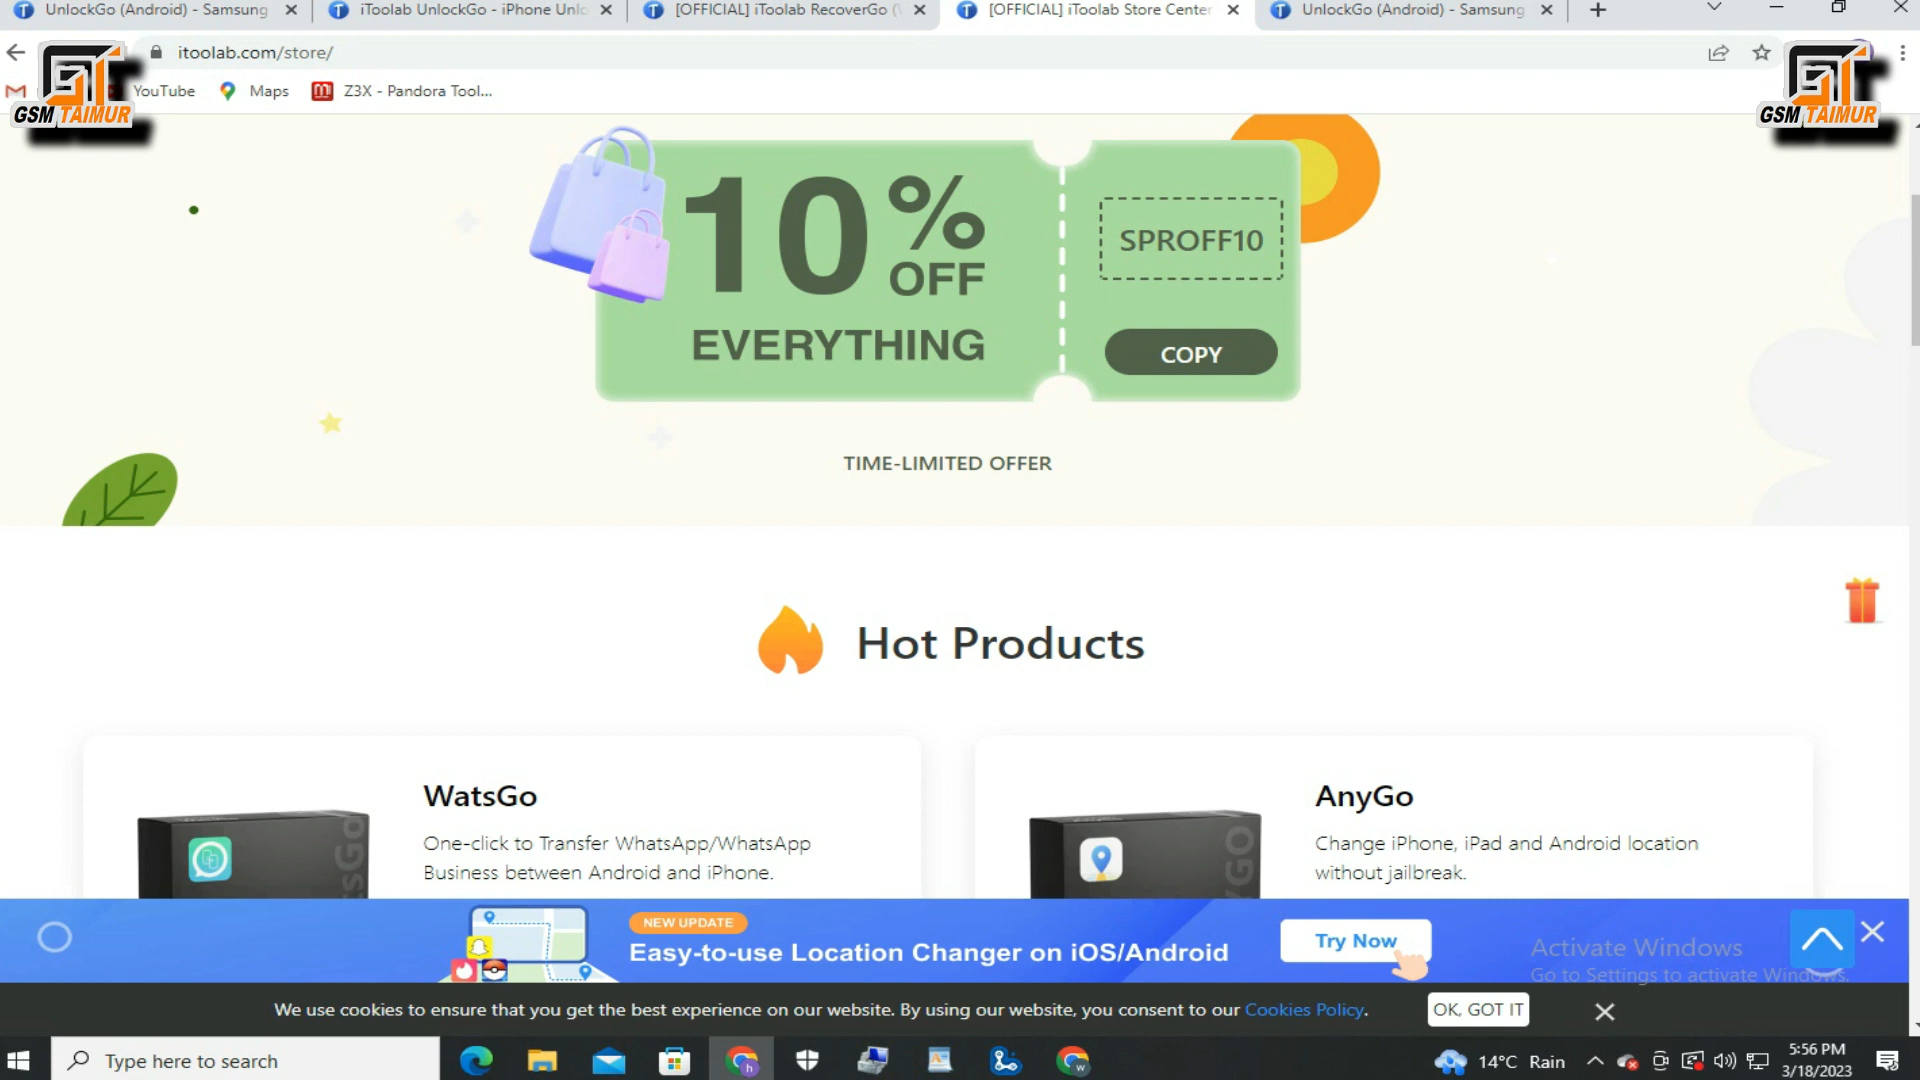 UnlockGo (Android) - Samsung
iToolab UnlockGo - iPhone Unlo
[OFFICIAL] iToolab RecoverGo (
[OFFICIAL] iToolab Store Center
UnlockGo (Android) - Samsung
itoolab.com/store/
YouTube
Maps
Z3X - Pandora Tool...
GT
GSM TAIMUR
GT
GSM TAIMUR
10% OFF
EVERYTHING
SPROFF10
COPY
TIME-LIMITED OFFER
Hot Products
WatsGo
One-click to Transfer WhatsApp/WhatsApp
Business between Android and iPhone.
AnyGo
Change iPhone, iPad and Android location
without jailbreak.
NEW UPDATE
Easy-to-use Location Changer on iOS/Android
Try Now
Activate Windows
Go to Settings to activate Windows.
We use cookies to ensure that you get the best experience on our website. By using our website, you consent to our Cookies Policy.
OK, GOT IT
Type here to search
14°C Rain
5:56 PM
3/18/2023